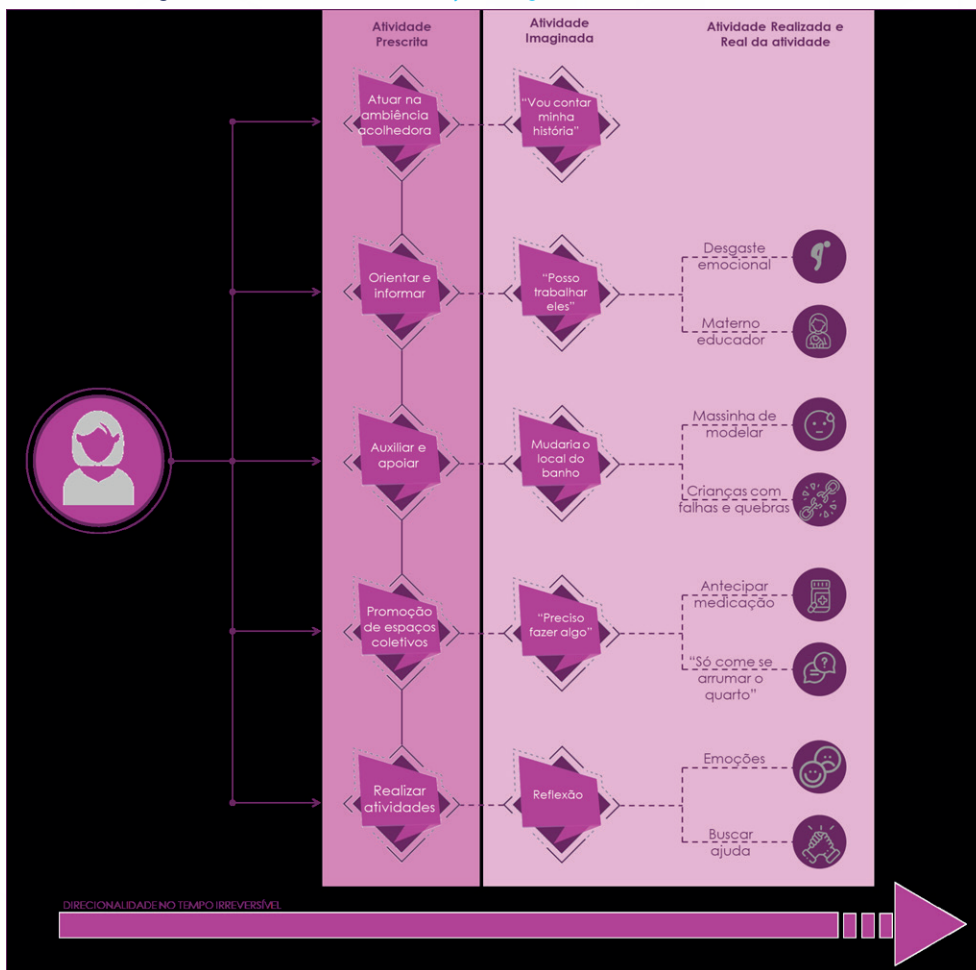 Atividade
Prescrita
Atividade
Imaginada
Atividade Realizada e
Real da atividade
Atuar na
ambiência
acolhedora
"Vou contar
minha
história"
Orientar e
informar
"Posso
trabalhar
eles"
Desgaste
emocional
Materno
educador
Auxiliar e
apoiar
Mudaria o
local do
banho
Massinha de
modelar
Crianças com
falhas e quebras
Promoção
de espaços
coletivos
"Preciso
fazer algo"
Antecipar
medicação
"Só come se
arrumar o
quarto"
Realizar
atividades
Reflexão
Emoções
Buscar
ajuda
DIRECIONALIDADE NO TEMPO IRREVERSÍVEL